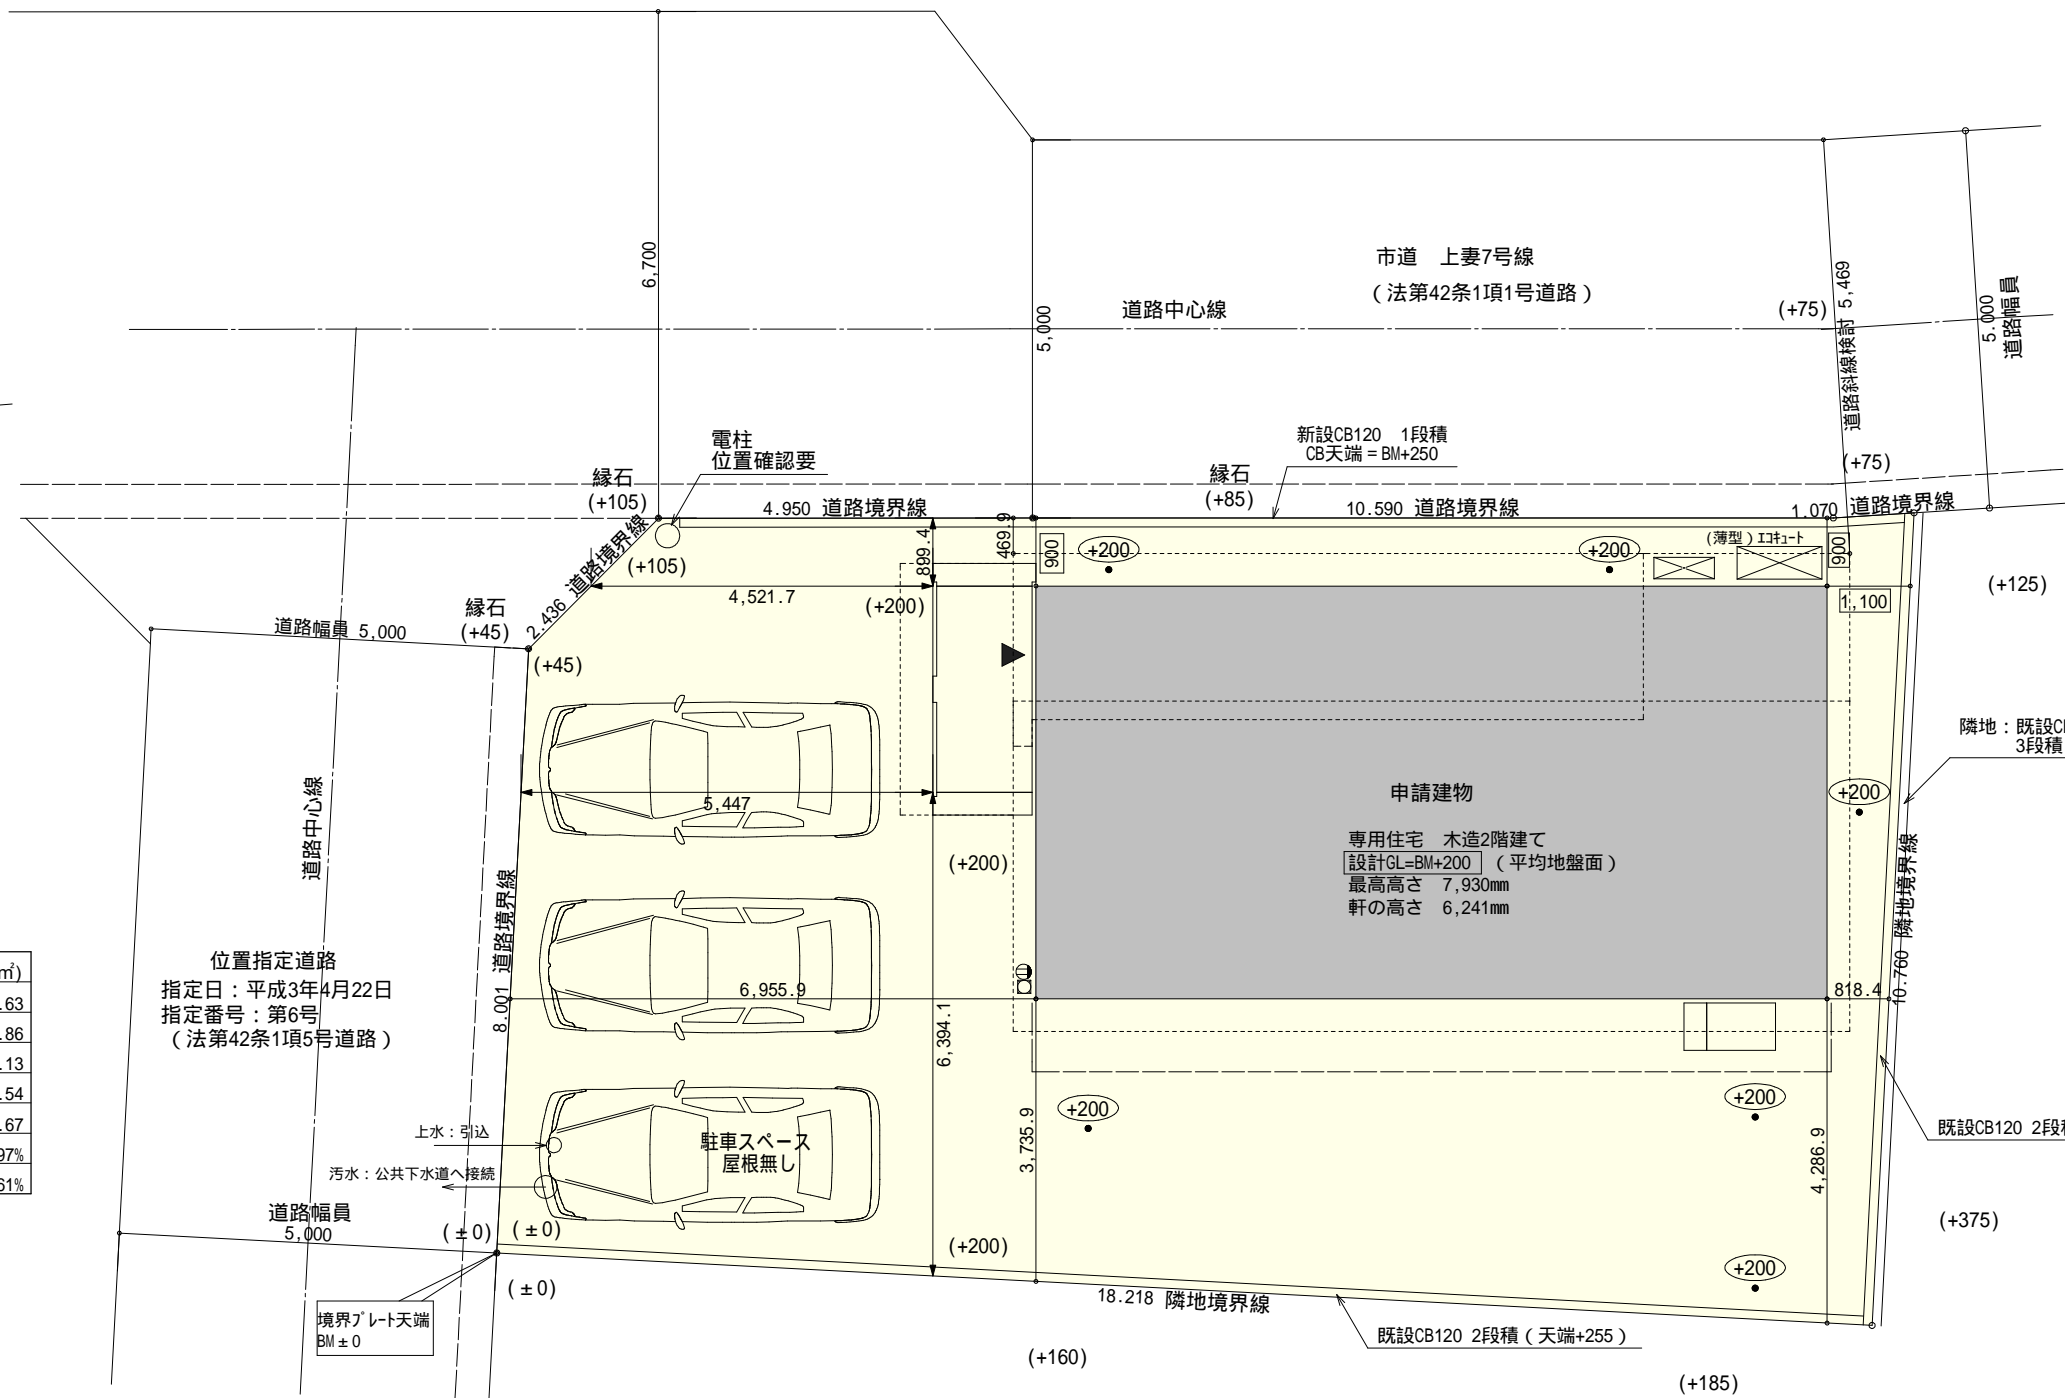 6,700
市道　上妻7号線
（法第42条1項1号道路）
道路中心線
(+75)
5,000
道路斜線検討 5,469
5.000
道路幅員
電柱
位置確認要
新設CB120　1段積
CB天端＝BM+250
縁石
(+105)
縁石
(+85)
(+75)
4.950 道路境界線
10.590 道路境界線
1.070 道路境界線
2.436 道路境界線
(+105)
899.4
469.9
900
+200
+200
(薄型)ｴｺｷｭｰﾄ
900
(+125)
4,521.7
(+200)
1,100
縁石
(+45)
道路幅員 5,000
(+45)
隣地：既設C
3段積
5,447
申請建物
+200
専用住宅　木造2階建て
設計GL=BM+200 （平均地盤面）
最高高さ　7,930mm
軒の高さ　6,241mm
(+200)
道路中心線
8.001 道路境界線
10.760 隣地境界線
位置指定道路
指定日：平成3年4月22日
指定番号：第6号
（法第42条1項5号道路）
㎡)
.63
.86
.13
.54
.67
97%
61%
6,955.9
818.4
6,394.1
3,735.9
+200
+200
4,286.9
既設CB120 2段積
上水：引込
汚水：公共下水道へ接続
駐車スペース
屋根無し
道路幅員
5,000
(±0)
(±0)
(+200)
+200
(+375)
(±0)
境界ﾌﾟﾚｰﾄ天端
BM±0
18.218 隣地境界線
既設CB120 2段積（天端+255）
(+160)
(+185)